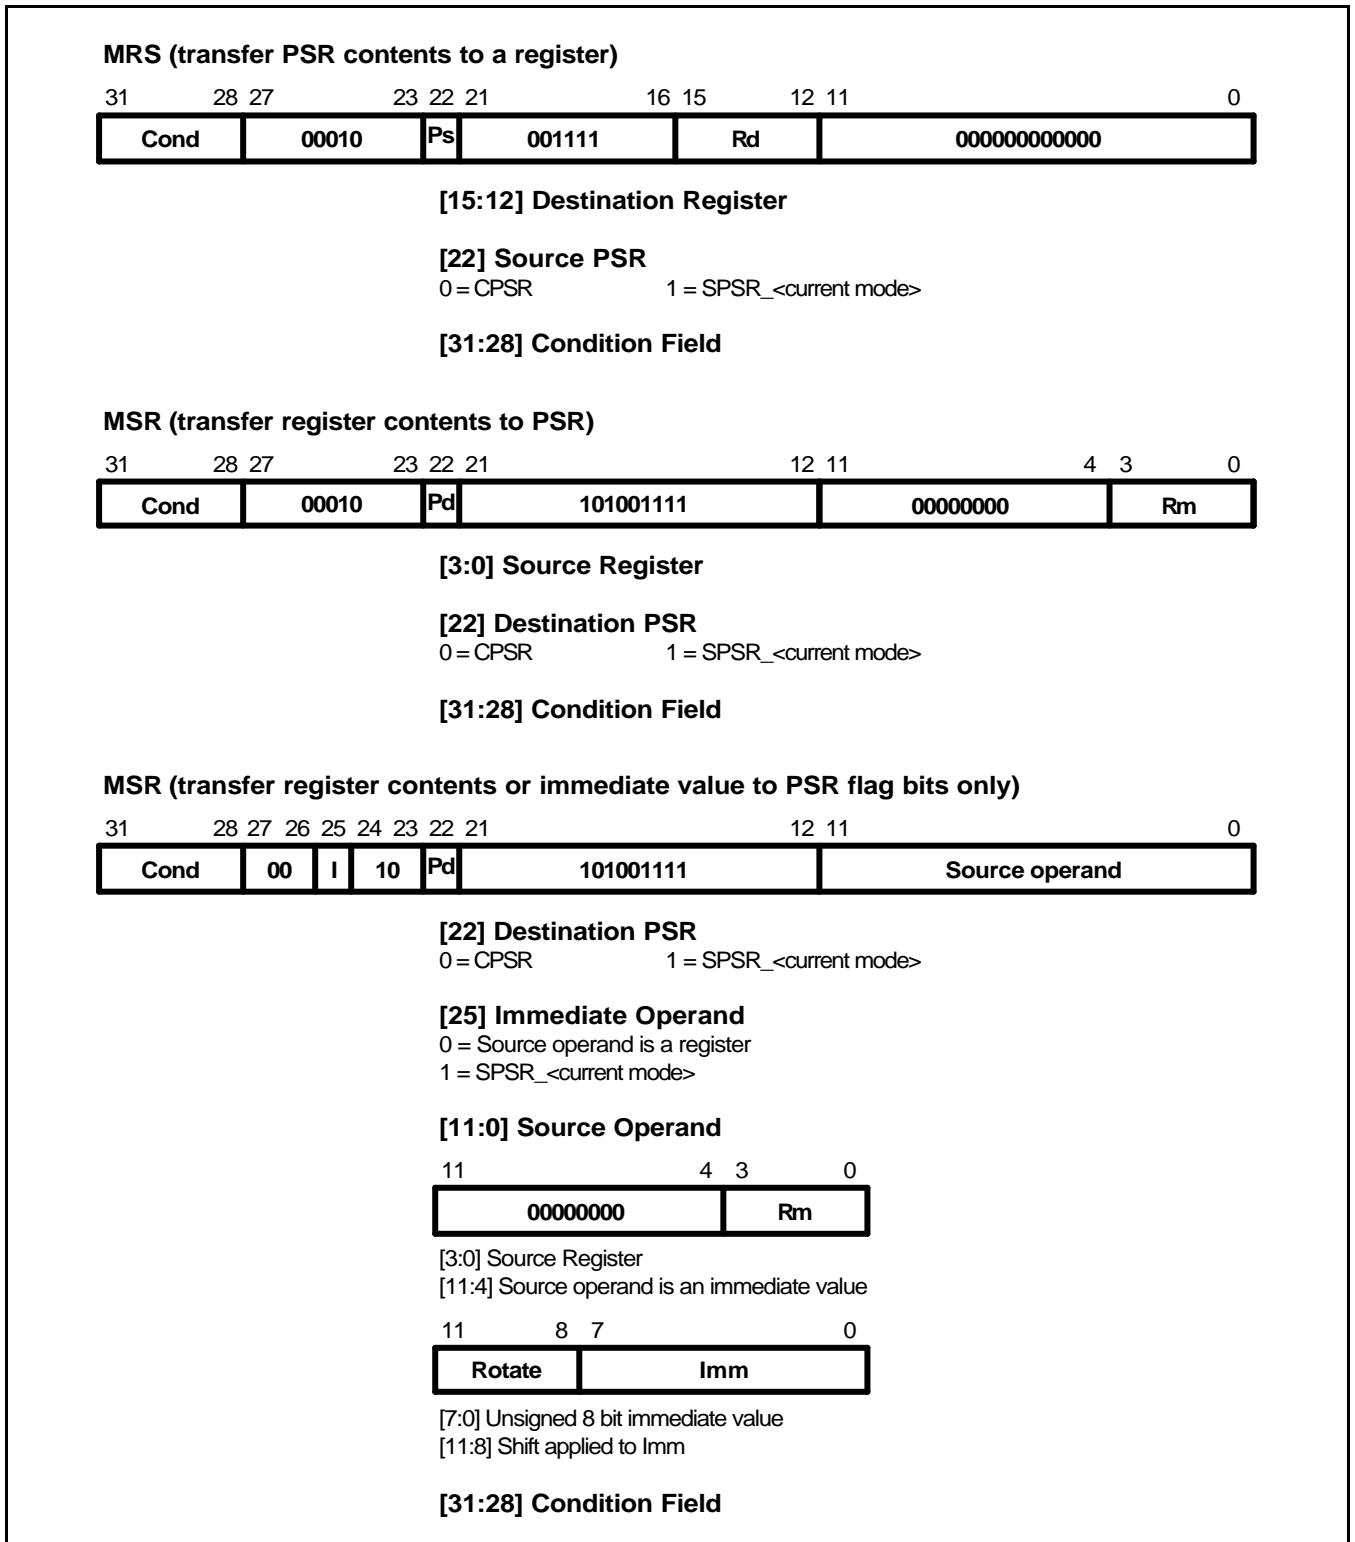 MRS (transfer PSR contents to a register)
31 28 27 23 22 21 16 15 12 11 0
Cond 00010 Ps 001111 Rd 000000000000
[15:12] Destination Register
[22] Source PSR
0 = CPSR 1 = SPSR_<current mode>
[31:28] Condition Field
MSR (transfer register contents to PSR)
31 28 27 23 22 21 12 11 4 3 0
Cond 00010 Pd 101001111 00000000 Rm
[3:0] Source Register
[22] Destination PSR
0 = CPSR 1 = SPSR_<current mode>
[31:28] Condition Field
MSR (transfer register contents or immediate value to PSR flag bits only)
31 28 27 26 25 24 23 22 21 12 11 0
Cond 00 I 10 Pd 101001111 Source operand
[22] Destination PSR
0 = CPSR 1 = SPSR_<current mode>
[25] Immediate Operand
0 = Source operand is a register
1 = SPSR_<current mode>
[11:0] Source Operand
11 4 3 0
00000000 Rm
[3:0] Source Register
[11:4] Source operand is an immediate value
11 8 7 0
Rotate Imm
[7:0] Unsigned 8 bit immediate value
[11:8] Shift applied to Imm
[31:28] Condition Field